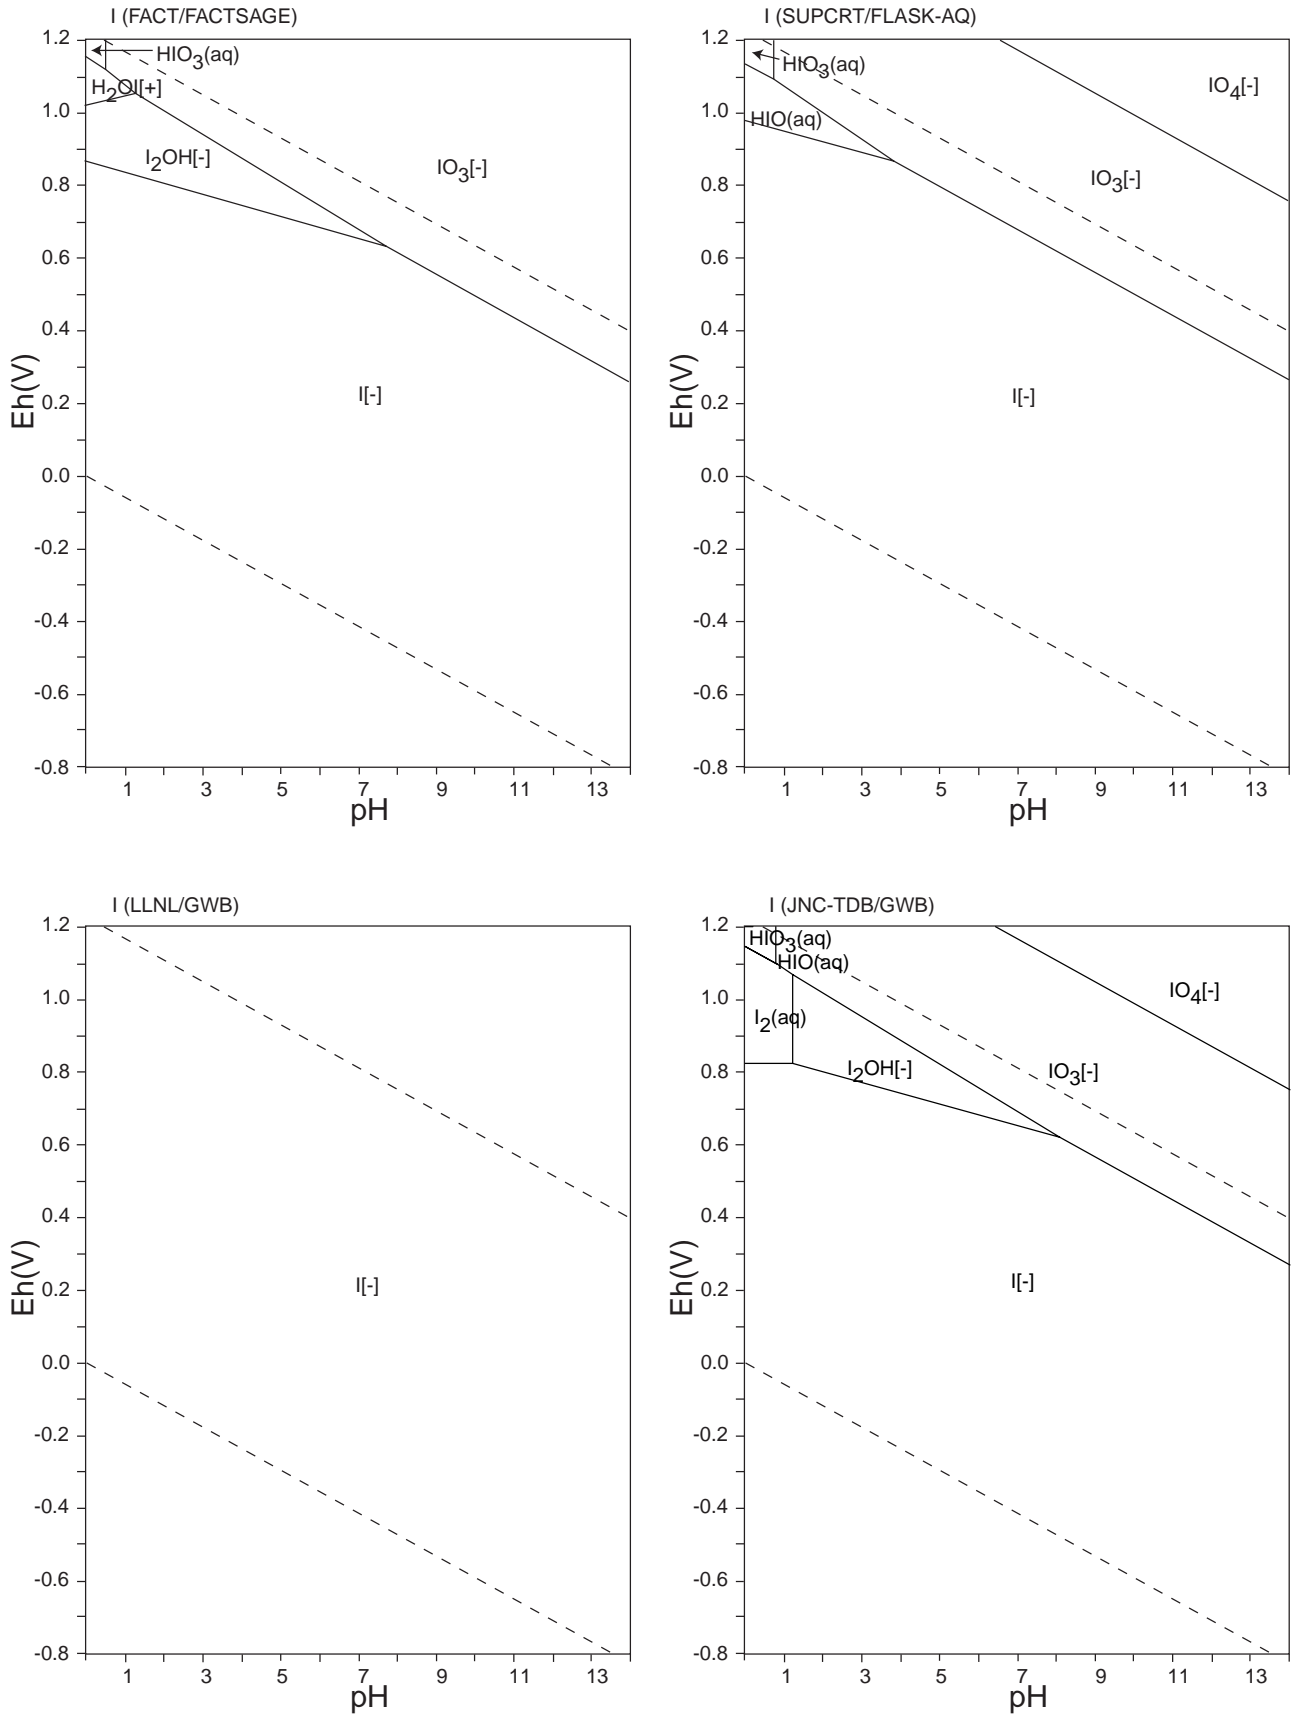 I (FACT/FACTSAGE)
1.2
1.0
0.8
0.6
0.4
0.2
0.0
-0.2
-0.4
-0.6
-0.8
Eh(V)
HIO3(aq)
H2OI[+]
I2OH[-]
IO3[-]
I[-]
1 3 5 7 9 11 13
pH
I (SUPCRT/FLASK-AQ)
1.2
1.0
0.8
0.6
0.4
0.2
0.0
-0.2
-0.4
-0.6
-0.8
Eh(V)
HIO3(aq)
IO4[-]
HIO(aq)
IO3[-]
I[-]
1 3 5 7 9 11 13
pH
I (LLNL/GWB)
1.2
1.0
0.8
0.6
0.4
0.2
0.0
-0.2
-0.4
-0.6
-0.8
Eh(V)
I[-]
1 3 5 7 9 11 13
pH
I (JNC-TDB/GWB)
1.2
1.0
0.8
0.6
0.4
0.2
0.0
-0.2
-0.4
-0.6
-0.8
Eh(V)
HIO3(aq)
HIO(aq)
IO4[-]
I2(aq)
I2OH[-]
IO3[-]
I[-]
1 3 5 7 9 11 13
pH